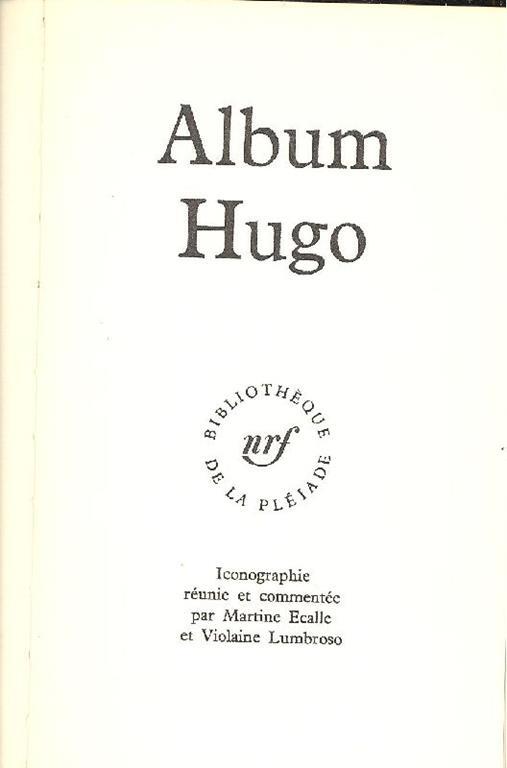 Album
Hugo
BIBLIOTHÈQUE
nrf
DE LA PLÉIADE
Iconographie
réunie et commentée
par Martine Ecalle
et Violaine Lumbroso